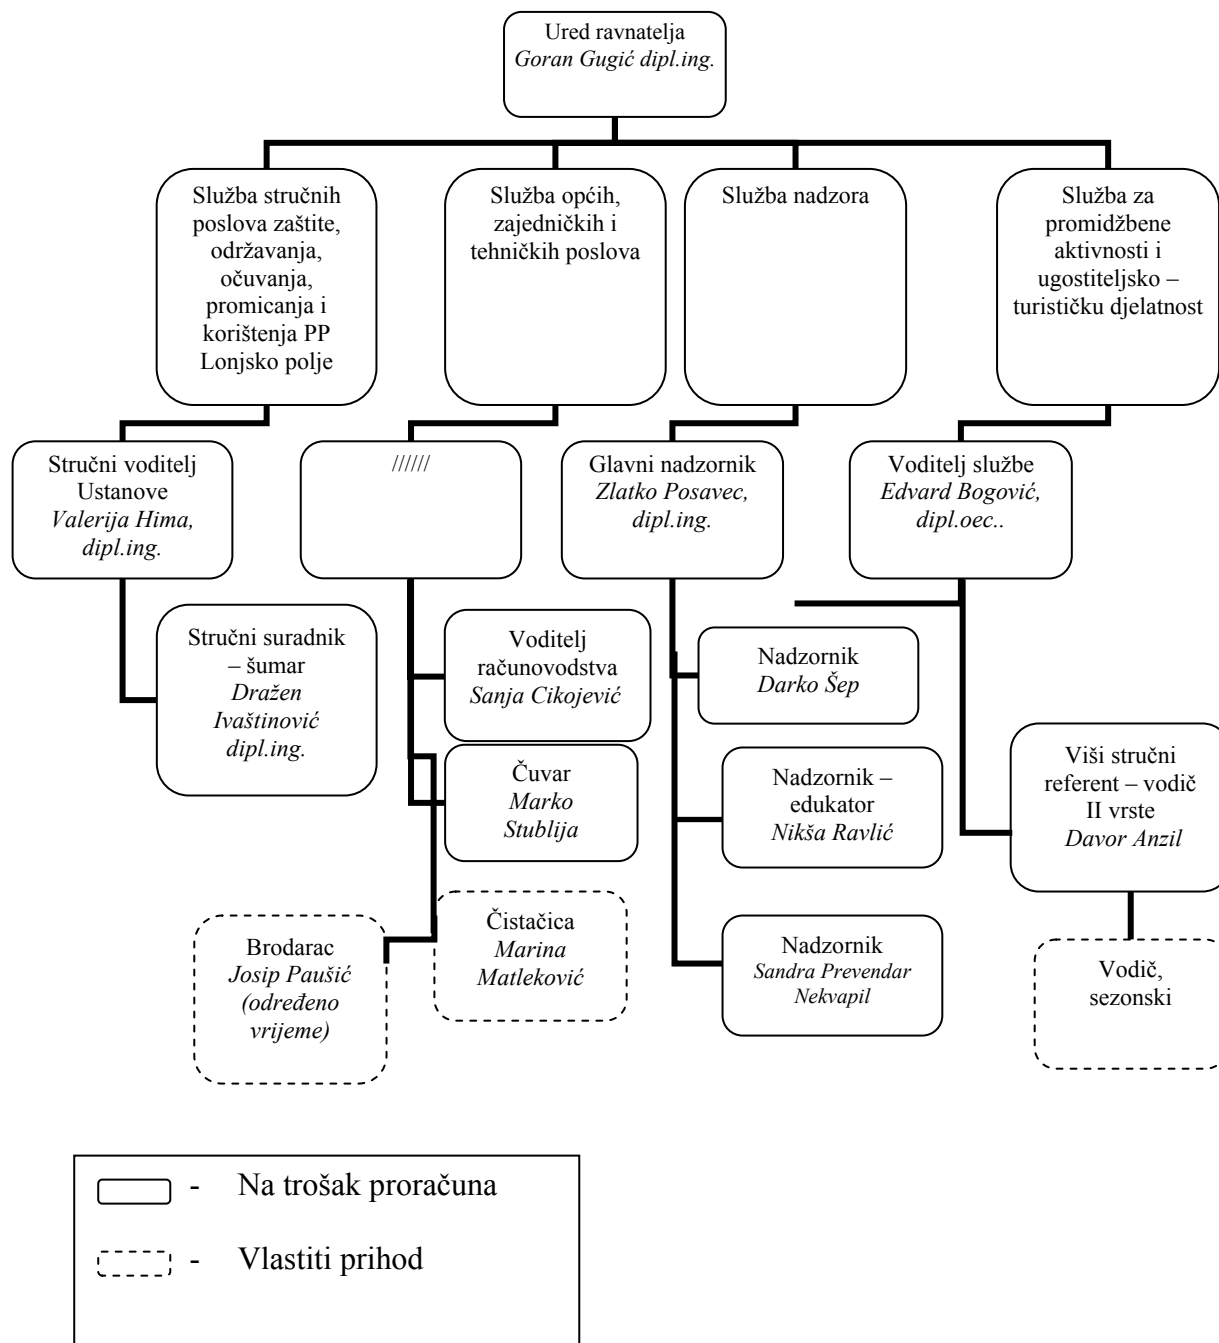 Ured ravnatelja
Goran Gugić dipl.ing.
Služba stručnih
poslova zaštite,
održavanja,
očuvanja,
promicanja i
korištenja PP
Lonjsko polje
Služba općih,
zajedničkih i
tehničkih poslova
Služba nadzora
Služba za
promidžbene
aktivnosti i
ugostiteljsko –
turističku djelatnost
Stručni voditelj
Ustanove
Valerija Hima,
dipl.ing.
//////
Glavni nadzornik
Zlatko Posavec,
dipl.ing.
Voditelj službe
Edvard Bogović,
dipl.oec..
Stručni suradnik
– šumar
Dražen
Ivaštinović
dipl.ing.
Voditelj
računovodstva
Sanja Cikojević
Nadzornik
Darko Šep
Čuvar
Marko
Stublija
Nadzornik –
edukator
Nikša Ravlić
Viši stručni
referent – vodič
II vrste
Davor Anzil
Brodarac
Josip Paušić
(određeno
vrijeme)
Čistačica
Marina
Matleković
Nadzornik
Sandra Prevendar
Nekvapil
Vodič,
sezonski
- Na trošak proračuna
- Vlastiti prihod